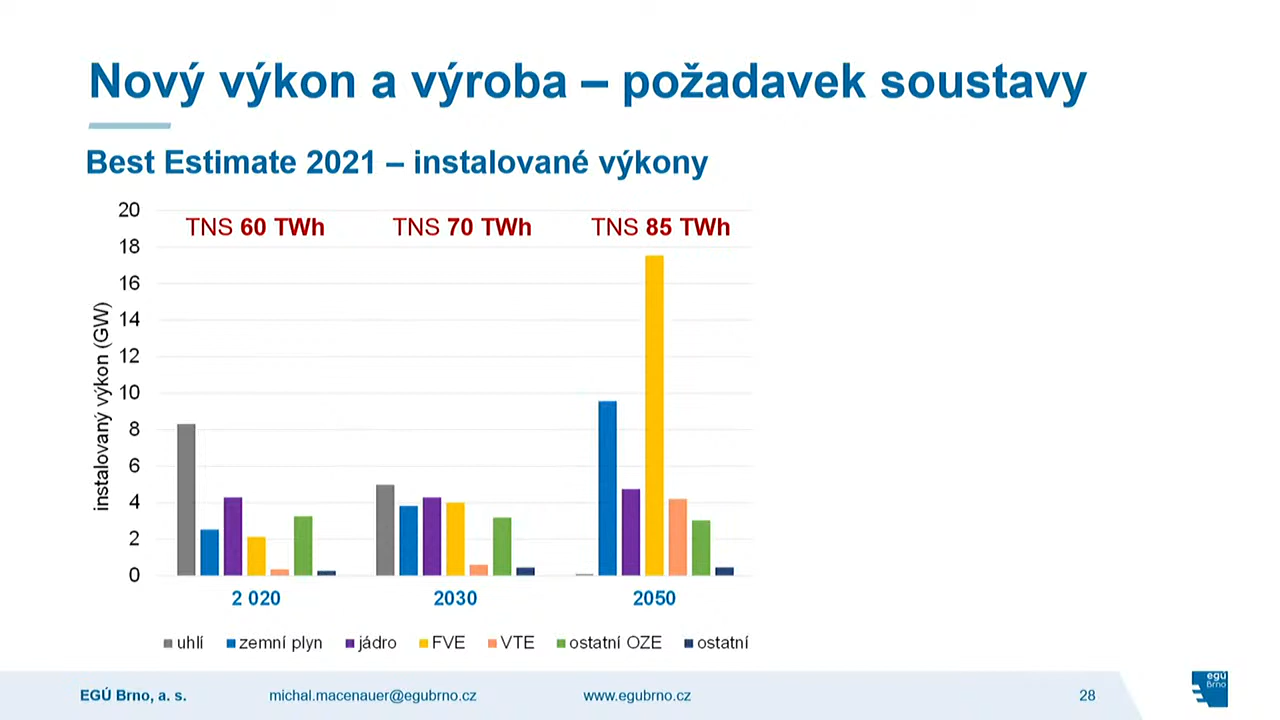 Nový výkon a výroba – požadavek soustavy
Best Estimate 2021 – instalované výkony
instalovaný výkon (GW)
20
18
16
14
12
10
8
6
4
2
0
TNS 60 TWh
TNS 70 TWh
TNS 85 TWh
2 020
2030
2050
uhlí
zemní plyn
jádro
FVE
VTE
ostatní OZE
ostatní
EGÚ Brno, a. s.
michal.macenauer@egubrno.cz
www.egubrno.cz
28
egú
Brno